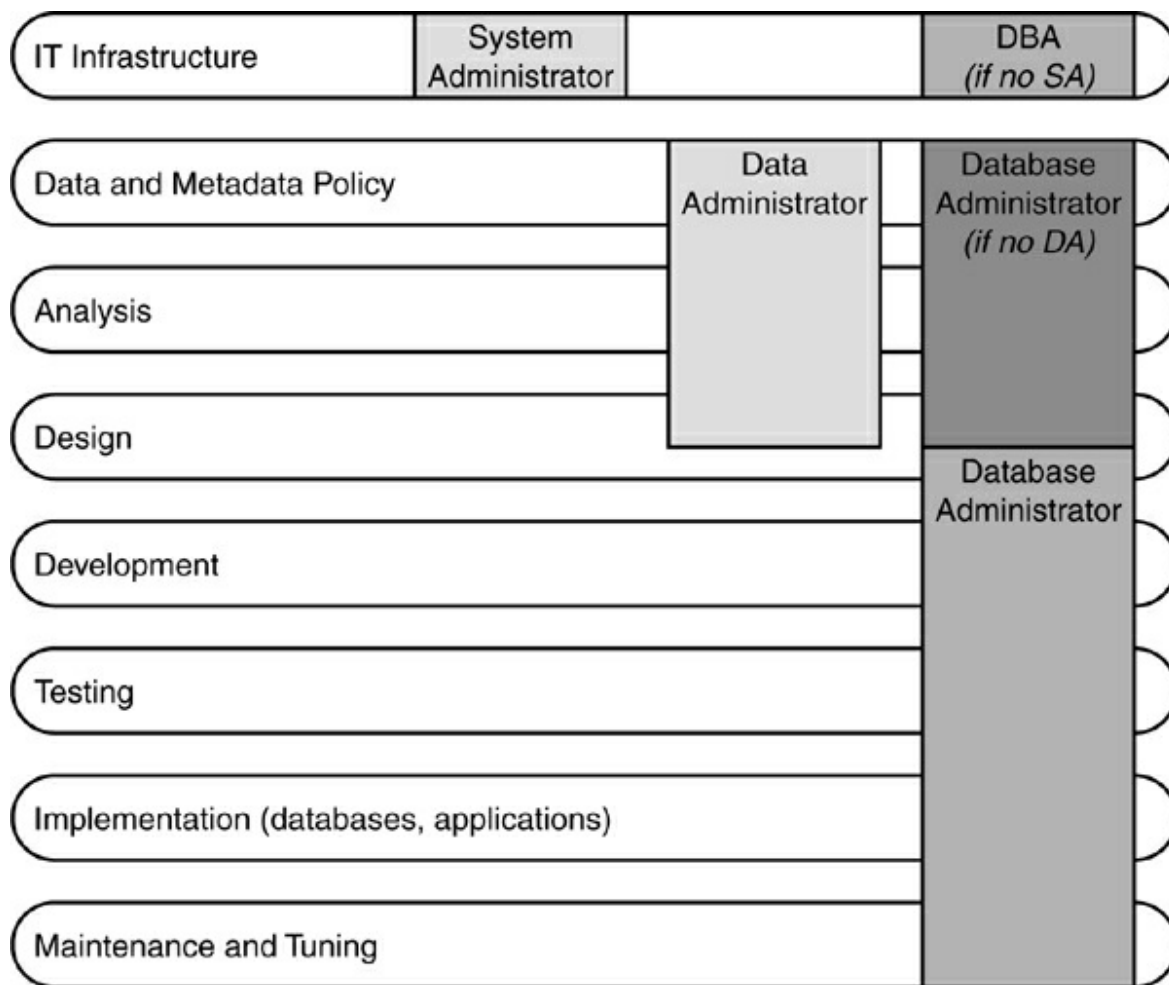 IT Infrastructure
System
Administrator
DBA
(if no SA)
Data and Metadata Policy
Data
Administrator
Database
Administrator
(if no DA)
Analysis
Design
Database
Administrator
Development
Testing
Implementation (databases, applications)
Maintenance and Tuning